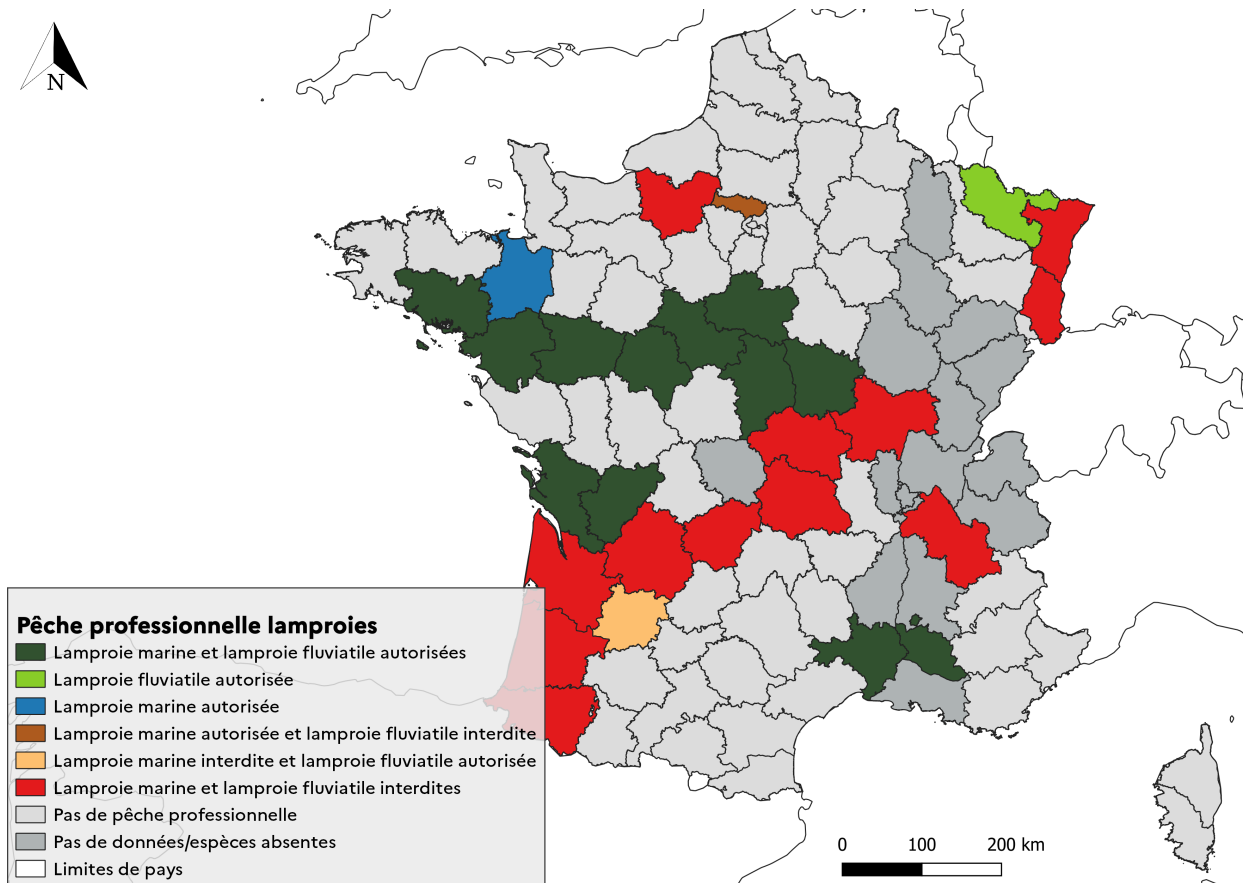 N
Pêche professionnelle lamproies
Lamproie marine et lamproie fluviatile autorisées
Lamproie fluviatile autorisée
Lamproie marine autorisée
Lamproie marine autorisée et lamproie fluviatile interdite
Lamproie marine interdite et lamproie fluviatile autorisée
Lamproie marine et lamproie fluviatile interdites
Pas de pêche professionnelle
Pas de données/espèces absentes
Limites de pays
0 100 200 km